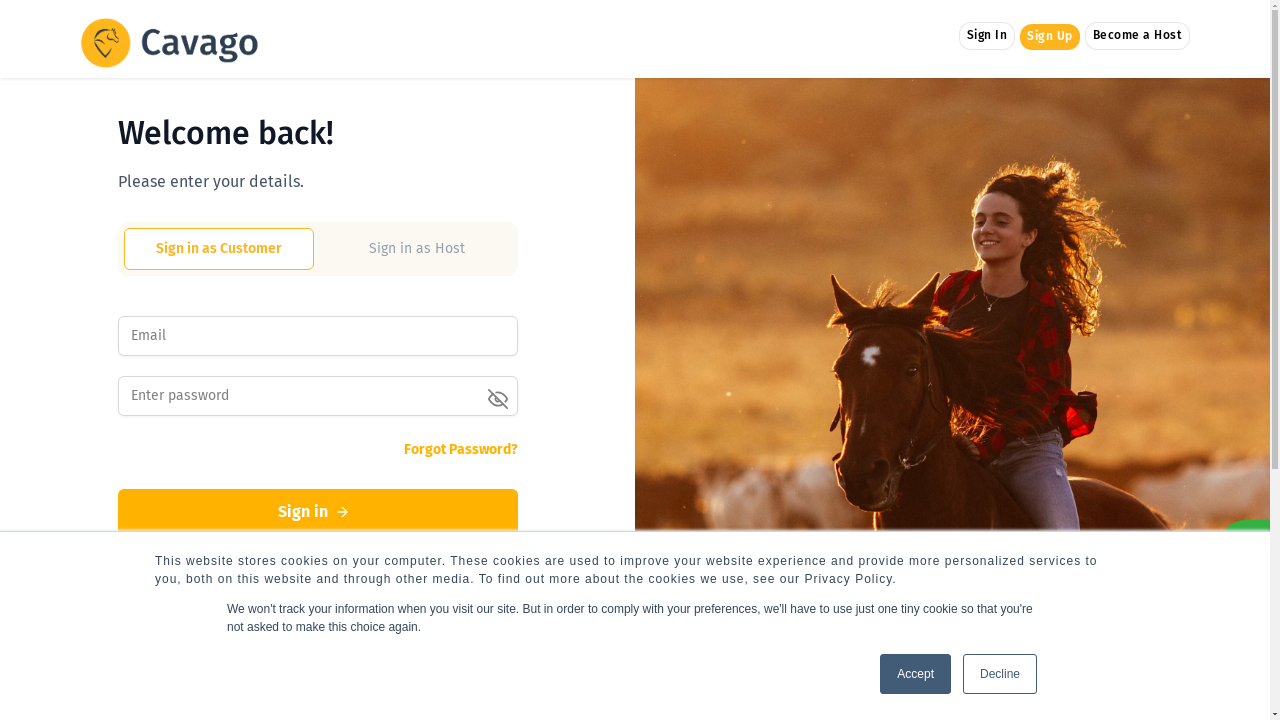 Cavago
Sign In
Sign Up
Become a Host
Welcome back!
Please enter your details.
Sign in as Customer
Sign in as Host
Email
Enter password
Forgot Password?
Sign in →
This website stores cookies on your computer. These cookies are used to improve your website experience and provide more personalized services to
you, both on this website and through other media. To find out more about the cookies we use, see our Privacy Policy.
We won't track your information when you visit our site. But in order to comply with your preferences, we'll have to use just one tiny cookie so that you're
not asked to make this choice again.
Accept
Decline